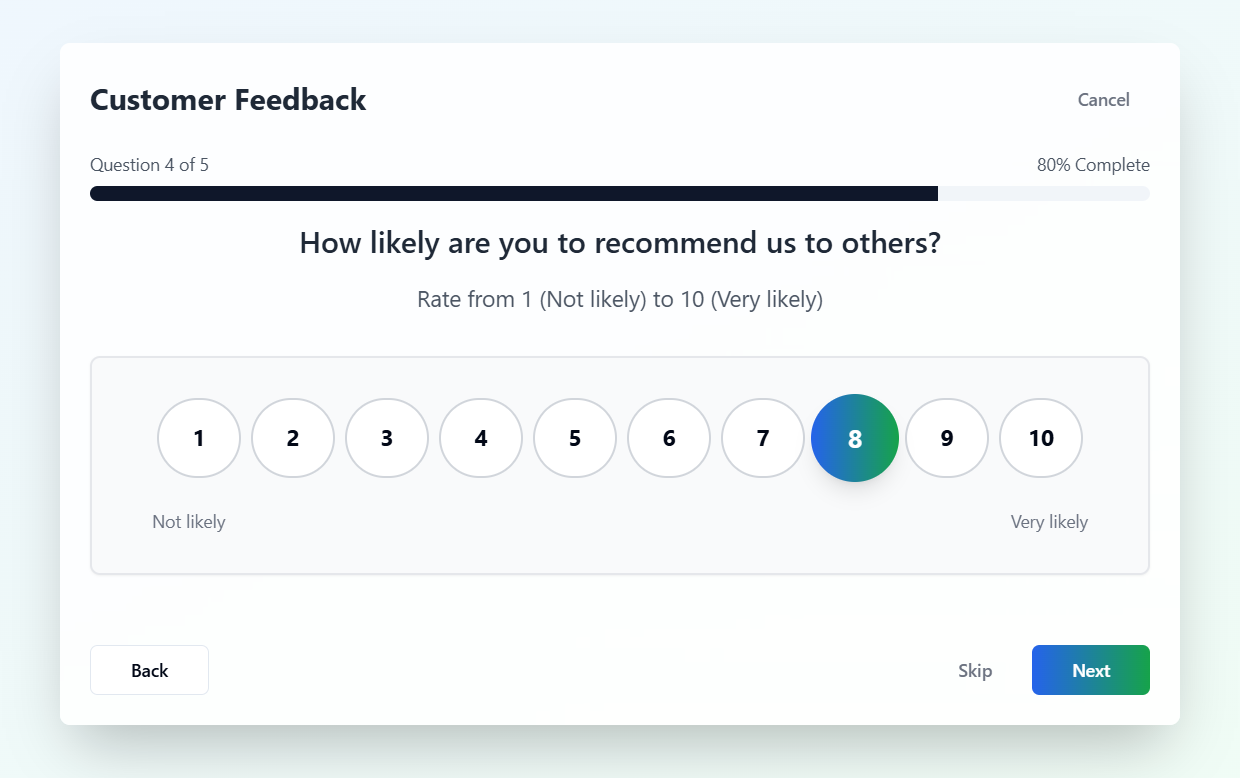 Customer Feedback
Cancel
Question 4 of 5
80% Complete
How likely are you to recommend us to others?
Rate from 1 (Not likely) to 10 (Very likely)
1 2 3 4 5 6 7 8 9 10
Not likely
Very likely
Back
Skip
Next